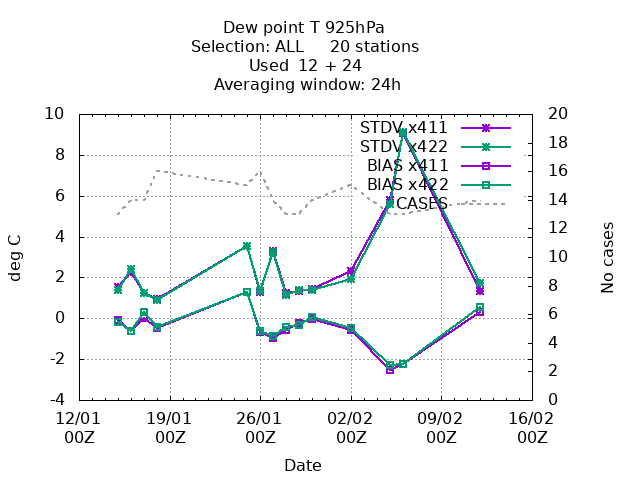 Dew point T 925hPa
Selection: ALL 20 stations
Used 12 + 24
Averaging window: 24h
10
8
6
4
2
0
-2
-4
deg C
20
18
16
14
12
10
8
6
4
2
0
No cases
STDV x411
STDV x422
BIAS x411
BIAS x422
CASES
12/01 19/01 26/01 02/02 09/02 16/02
00Z 00Z 00Z 00Z 00Z 00Z
Date